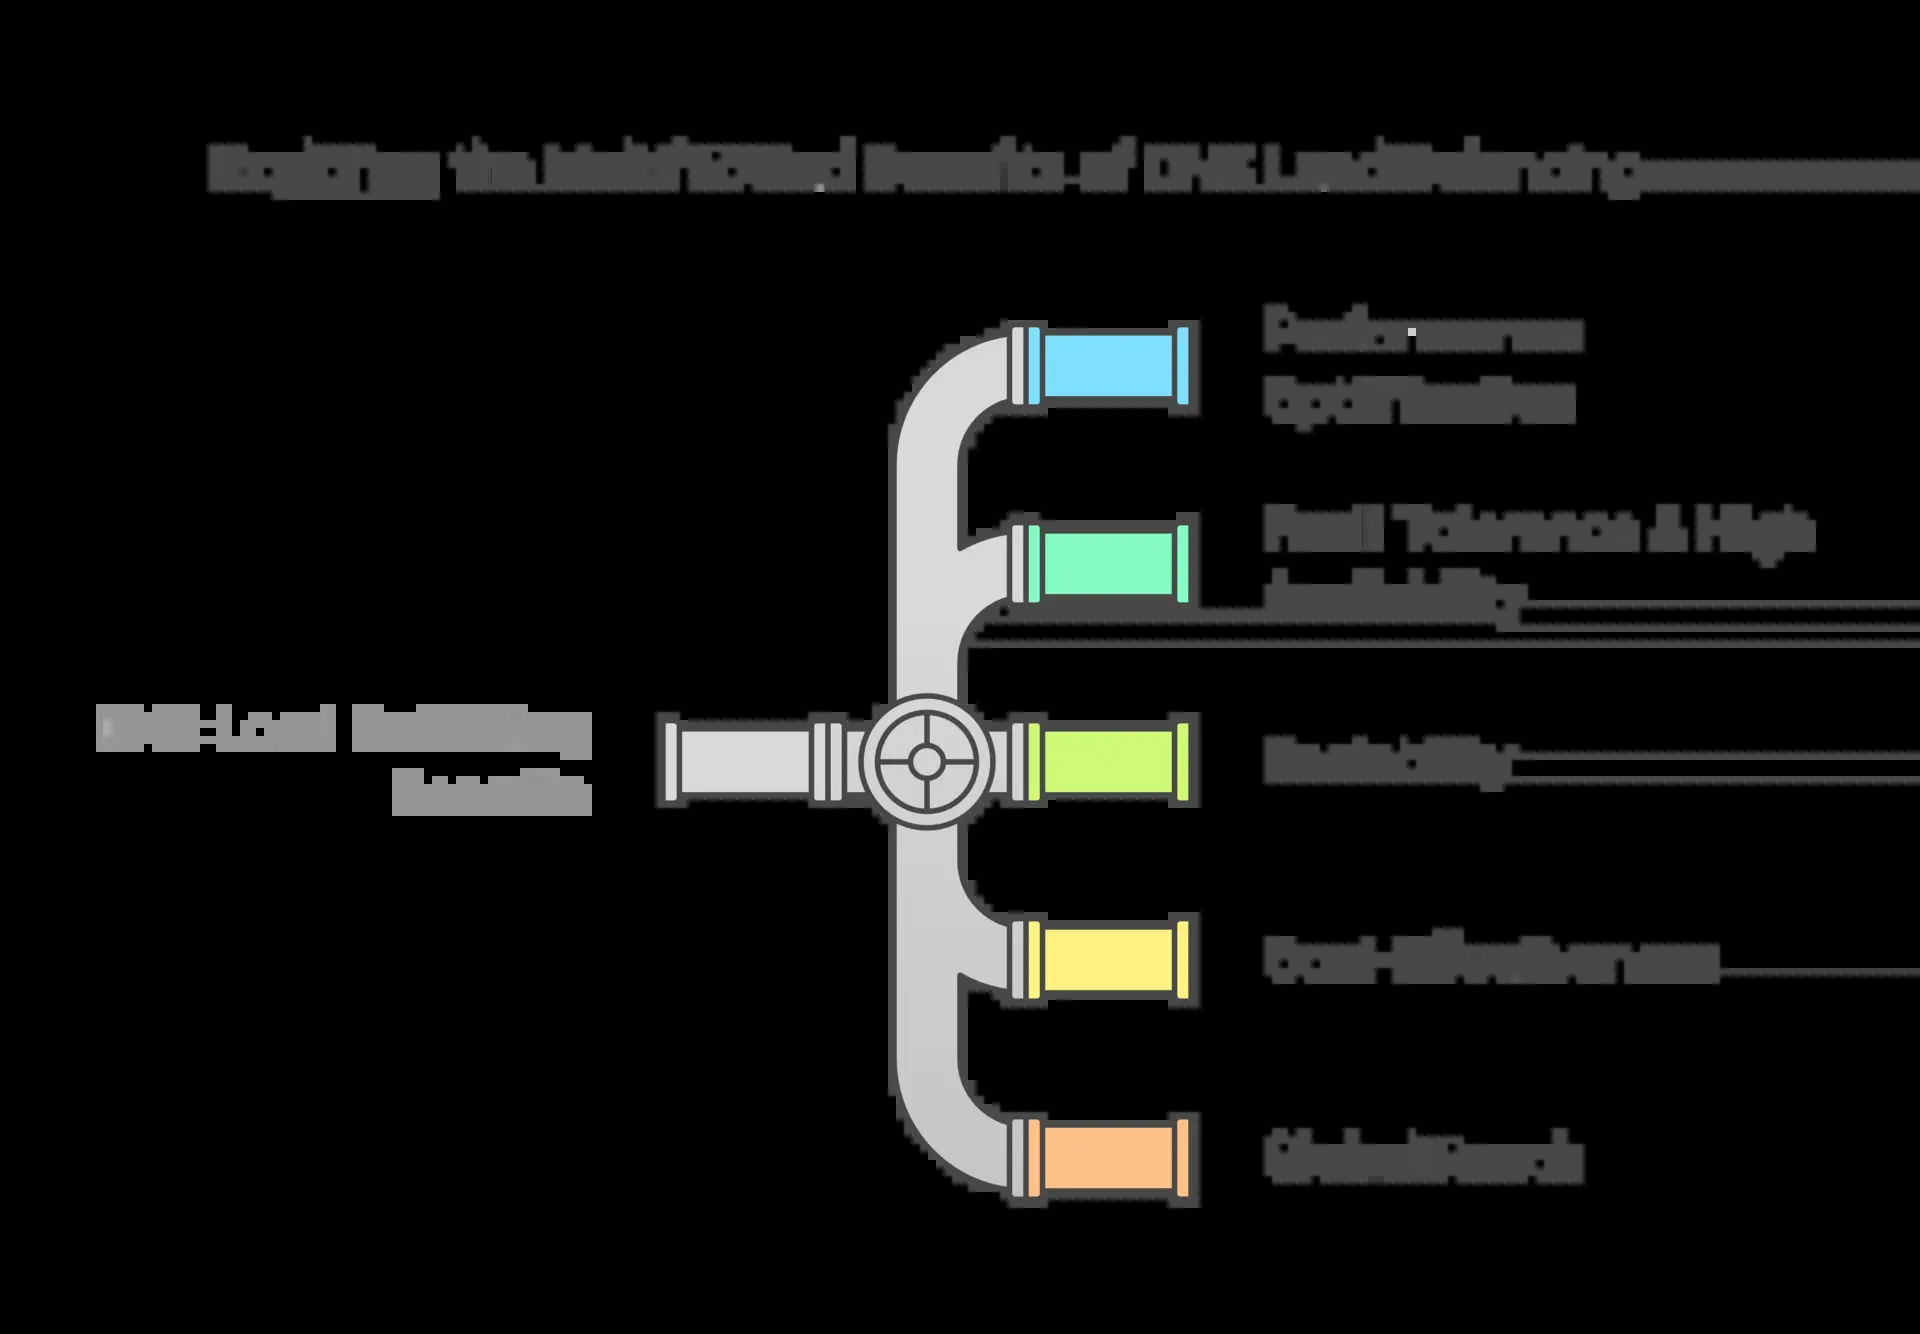 Exploring the Multifaceted Benefits of DNS Load Balancing
Performance
Optimization
Fault Tolerance & High
Availability
DNS Load Balancing
Benefits
Scalability
Cost-Effectiveness
Global Reach